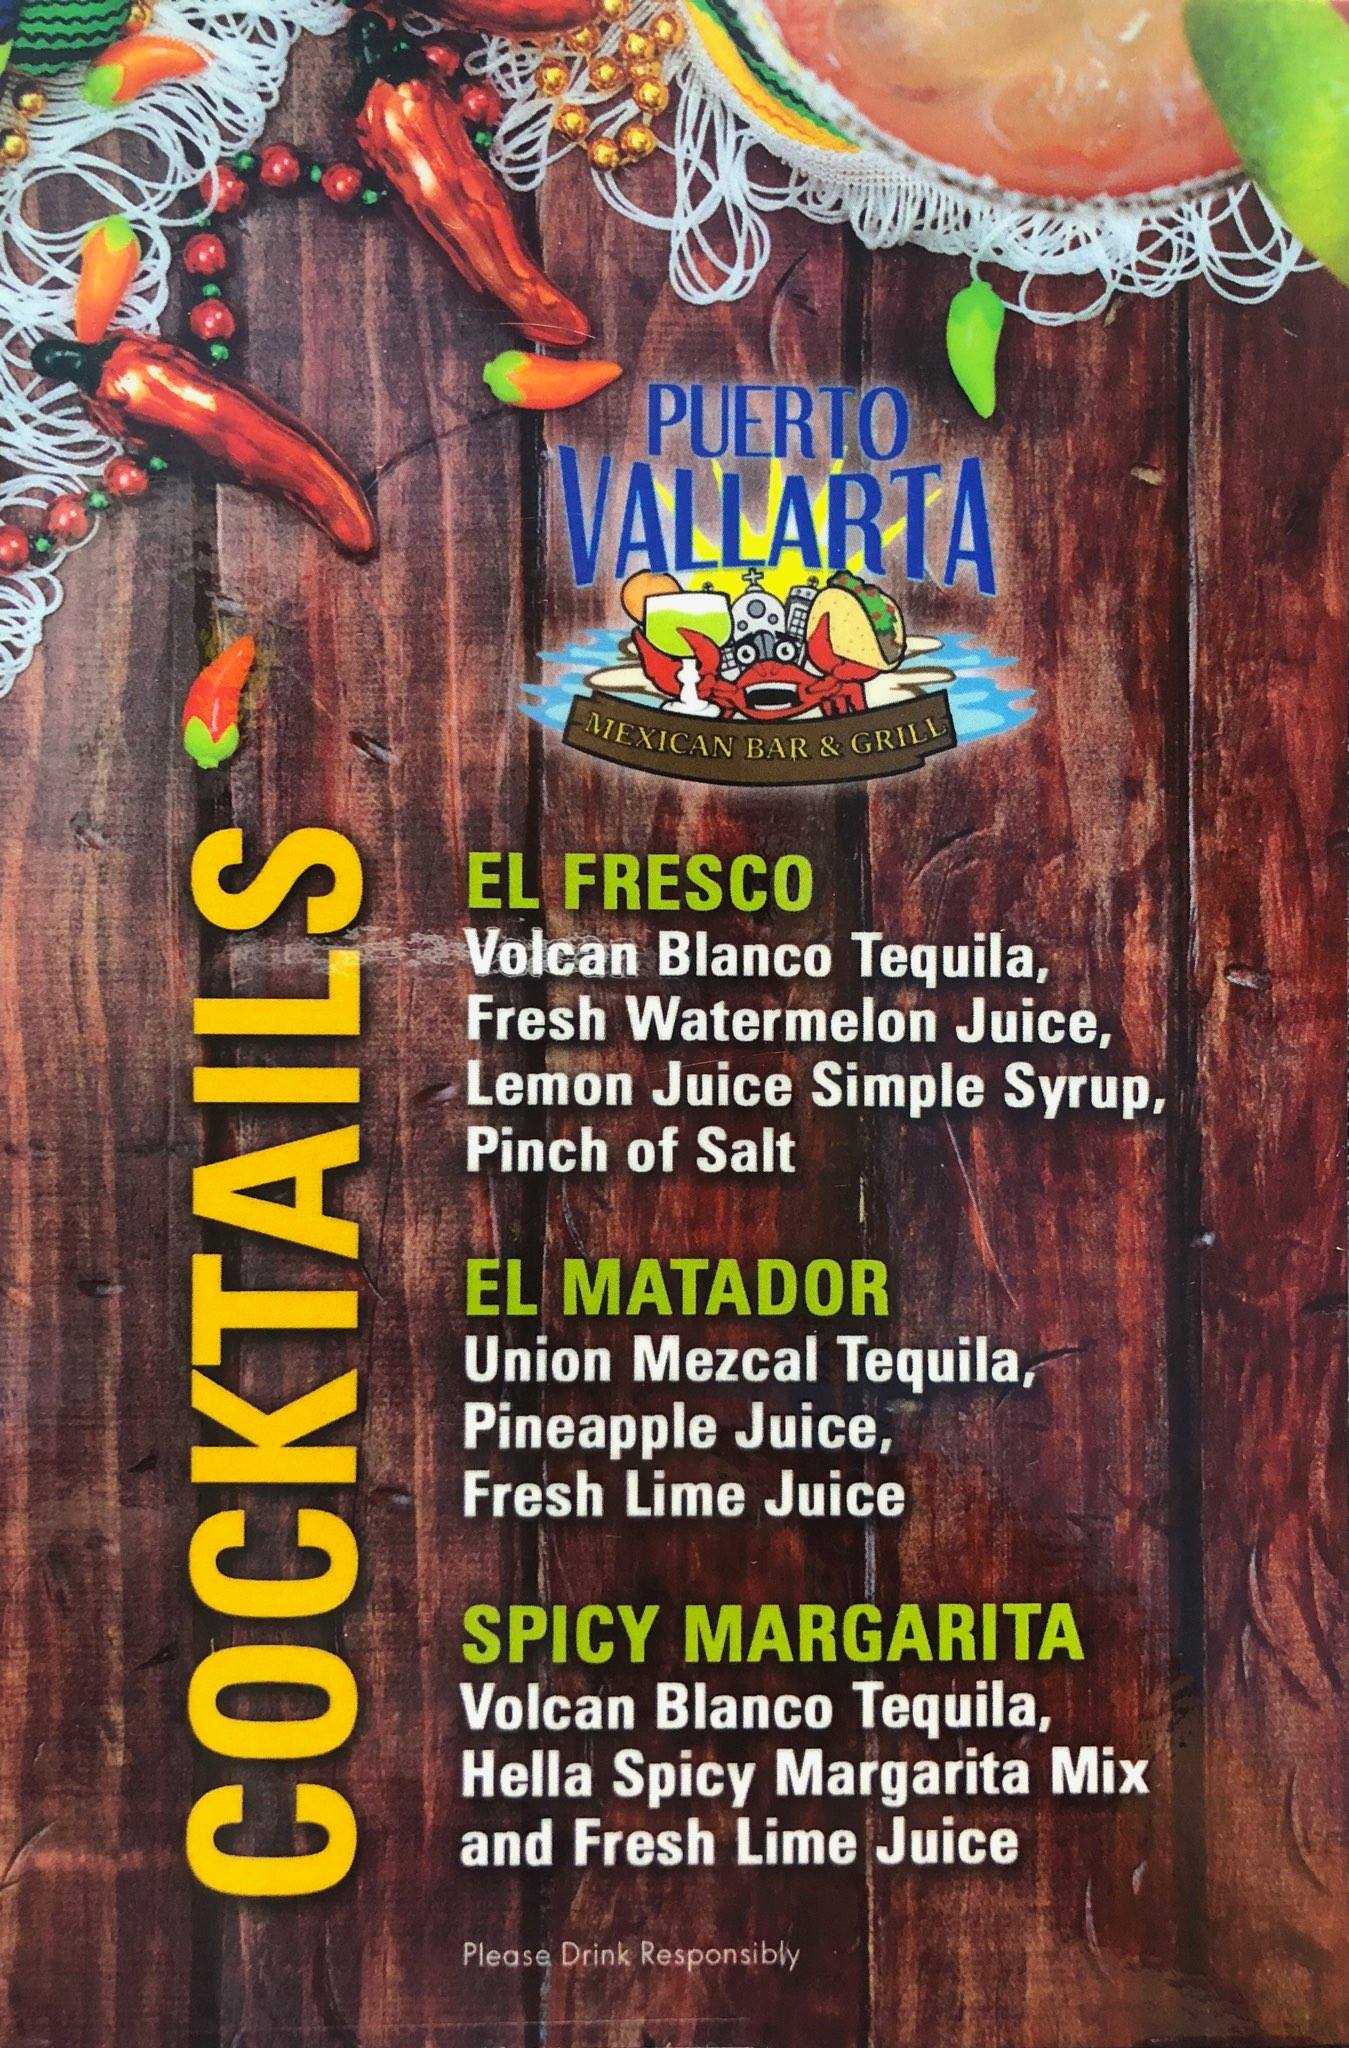 PUERTO
VALLARTA
MEXICAN BAR & GRILL
COCKTAILS
EL FRESCO
Volcan Blanco Tequila,
Fresh Watermelon Juice,
Lemon Juice Simple Syrup,
Pinch of Salt
EL MATADOR
Union Mezcal Tequila,
Pineapple Juice,
Fresh Lime Juice
SPICY MARGARITA
Volcan Blanco Tequila,
Hella Spicy Margarita Mix
and Fresh Lime Juice
Please Drink Responsibly